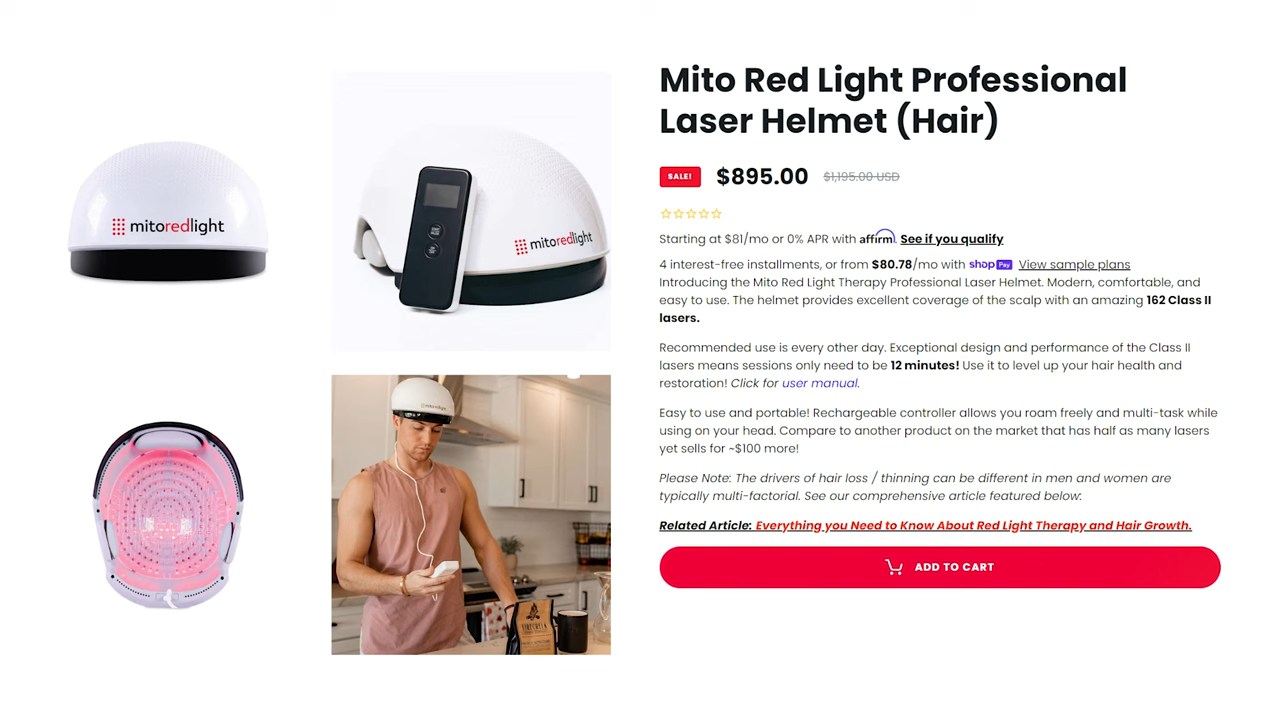 mitoredlight
mitoredlight
Mito Red Light Professional
Laser Helmet (Hair)
SALE! $895.00 $1,195.00 USD
Starting at $81/mo or 0% APR with affirm. See if you qualify
4 interest-free installments, or from $80.78/mo with shop Pay View sample plans
Introducing the Mito Red Light Therapy Professional Laser Helmet. Modern, comfortable, and
easy to use. The helmet provides excellent coverage of the scalp with an amazing 162 Class II
lasers.
Recommended use is every other day. Exceptional design and performance of the Class II
lasers means sessions only need to be 12 minutes! Use it to level up your hair health and
restoration! Click for user manual.
Easy to use and portable! Rechargeable controller allows you roam freely and multi-task while
using on your head. Compare to another product on the market that has half as many lasers
yet sells for ~$100 more!
Please Note: The drivers of hair loss / thinning can be different in men and women are
typically multi-factorial. See our comprehensive article featured below:
Related Article: Everything you Need to Know About Red Light Therapy and Hair Growth.
ADD TO CART